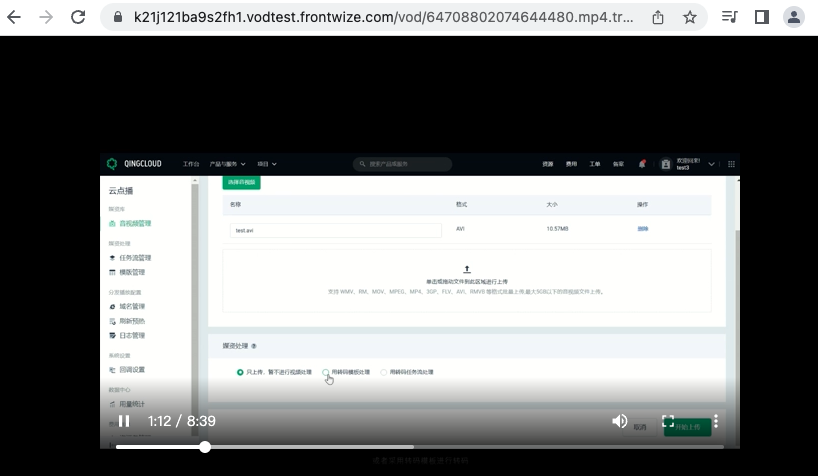 k21j121ba9s2fh1.vodtest.frontwize.com/vod/64708802074644480.mp4.tr...
QINGCLOUD 工作台 产品与服务 项目 搜索产品或服务 资源 费用 工单 test3
云点播
选择音视频
媒资库
音视频管理
媒资处理
任务流管理
模板管理
分发播放配置
域名管理
刷新预热
日志管理
系统设置
回调设置
数据中心
用量统计
名称 格式 大小 操作
test.avi AVI 10.57MB 删除
单击或拖动文件到此区域进行上传
支持 WMV、RM、MOV、MPEG、MP4、3GP、FLV、AVI、RMVB 等格式批量上传,最大5GB以下的音视频文件上传。
媒资处理
只上传，暂不进行视频处理 用转码模板处理 用转码任务流处理
取消 开始上传
1:12 / 8:39